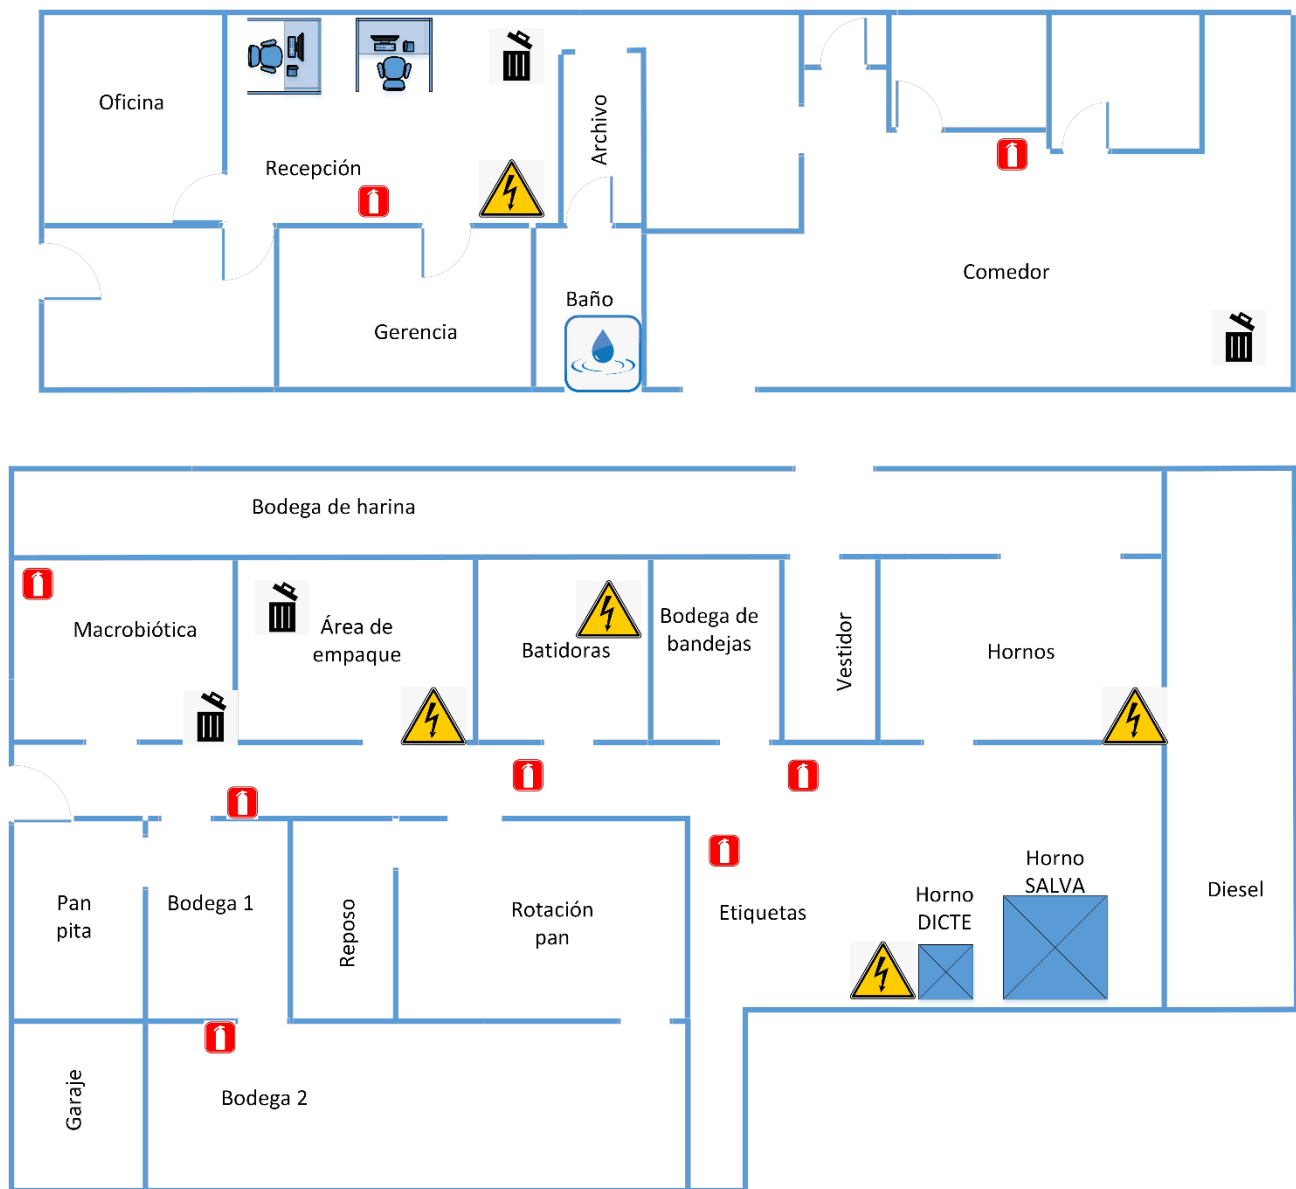 Oficina
Recepción
Archivo
Gerencia
Baño
Comedor
Bodega de harina
Macrobiótica
Área de
empaque
Batidoras
Bodega de
bandejas
Vestidor
Hornos
Pan
pita
Bodega 1
Reposo
Rotación
pan
Etiquetas
Horno
DICTE
Horno
SALVA
Diesel
Garaje
Bodega 2